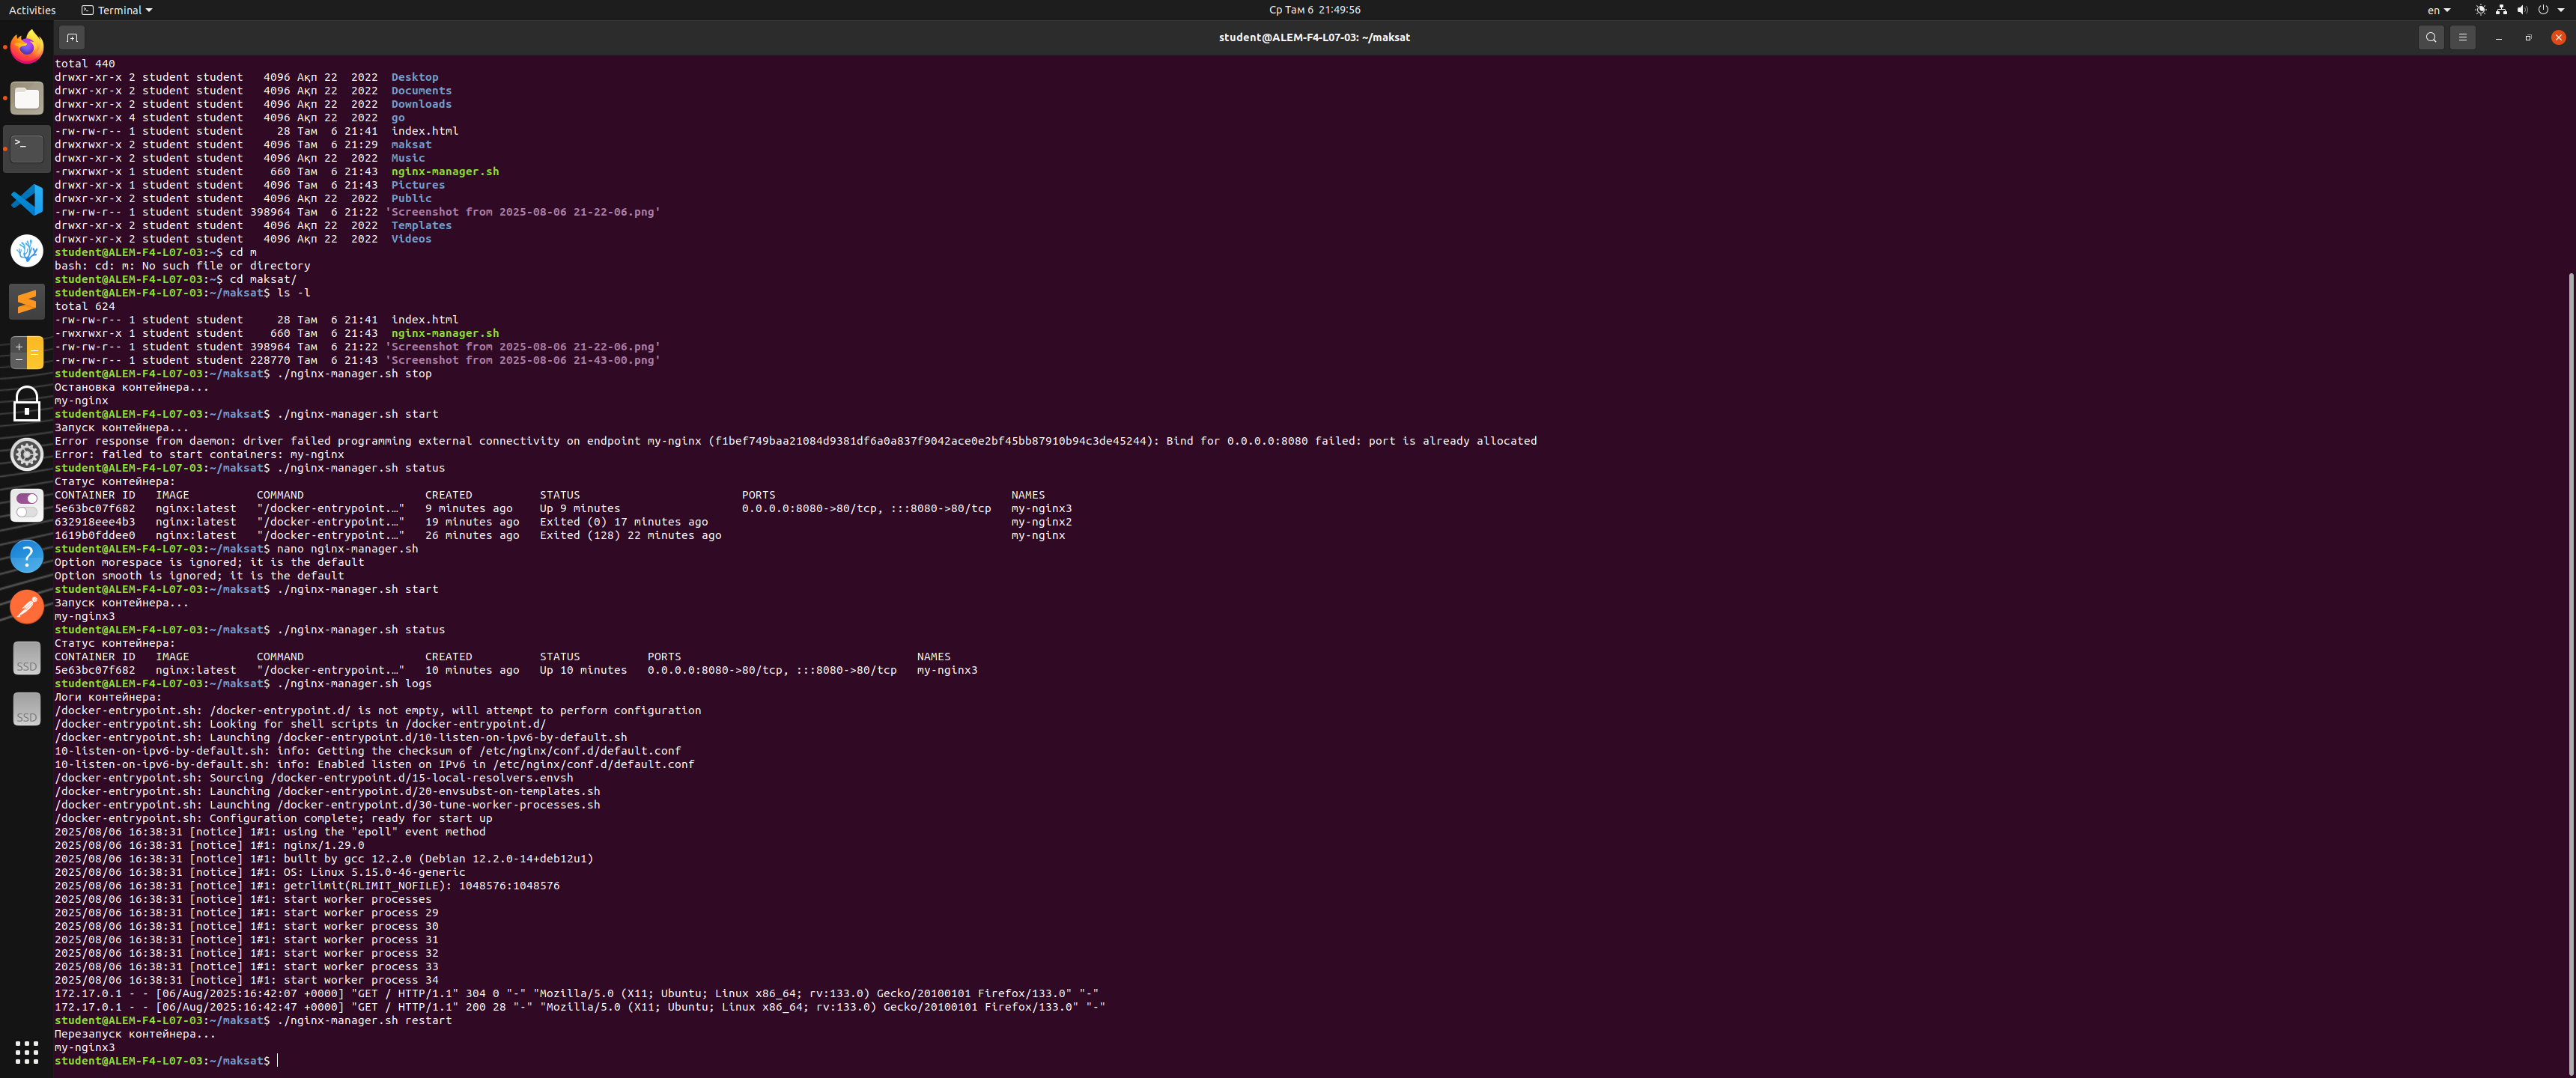 Activities
Terminal
Ср Там 6 21:49:56
en
student@ALEM-F4-L07-03: ~/maksat
total 440
drwxr-xr-x 2 student student   4096 Ақп 22  2022  Desktop
drwxr-xr-x 2 student student   4096 Ақп 22  2022  Documents
drwxr-xr-x 2 student student   4096 Ақп 22  2022  Downloads
drwxrwxr-x 4 student student   4096 Ақп 22  2022  go
-rw-rw-r-- 1 student student     28 Там  6 21:41  index.html
drwxrwxr-x 2 student student   4096 Там  6 21:29  maksat
drwxr-xr-x 2 student student   4096 Ақп 22  2022  Music
-rwxrwxr-x 1 student student    660 Там  6 21:43  nginx-manager.sh
drwxr-xr-x 2 student student   4096 Там  6 21:43  Pictures
drwxr-xr-x 2 student student   4096 Ақп 22  2022  Public
-rw-rw-r-- 1 student student 398964 Там  6 21:22 'Screenshot from 2025-08-06 21-22-06.png'
drwxr-xr-x 2 student student   4096 Ақп 22  2022  Templates
drwxr-xr-x 2 student student   4096 Ақп 22  2022  Videos
student@ALEM-F4-L07-03:~$ cd m
bash: cd: m: No such file or directory
student@ALEM-F4-L07-03:~$ cd maksat/
student@ALEM-F4-L07-03:~/maksat$ ls -l
total 624
-rw-rw-r-- 1 student student     28 Там  6 21:41  index.html
-rwxrwxr-x 1 student student    660 Там  6 21:43  nginx-manager.sh
-rw-rw-r-- 1 student student 398964 Там  6 21:22 'Screenshot from 2025-08-06 21-22-06.png'
-rw-rw-r-- 1 student student 228770 Там  6 21:43 'Screenshot from 2025-08-06 21-43-00.png'
student@ALEM-F4-L07-03:~/maksat$ ./nginx-manager.sh stop
Остановка контейнера...
my-nginx
student@ALEM-F4-L07-03:~/maksat$ ./nginx-manager.sh start
Запуск контейнера...
Error response from daemon: driver failed programming external connectivity on endpoint my-nginx (f1bef749baa21084d9381df6a0a837f9042ace0e2bf45bb87910b94c3de45244): Bind for 0.0.0.0:8080 failed: port is already allocated
Error: failed to start containers: my-nginx
student@ALEM-F4-L07-03:~/maksat$ ./nginx-manager.sh status
Статус контейнера:
CONTAINER ID   IMAGE          COMMAND                  CREATED          STATUS                        PORTS                                   NAMES
5e63bc07f682   nginx:latest   "/docker-entrypoint.…"   9 minutes ago    Up 9 minutes                  0.0.0.0:8080->80/tcp, :::8080->80/tcp   my-nginx3
632918eee4b3   nginx:latest   "/docker-entrypoint.…"   19 minutes ago   Exited (0) 17 minutes ago                                             my-nginx2
1619b0fddee0   nginx:latest   "/docker-entrypoint.…"   26 minutes ago   Exited (128) 22 minutes ago                                           my-nginx
student@ALEM-F4-L07-03:~/maksat$ nano nginx-manager.sh
Option morespace is ignored; it is the default
Option smooth is ignored; it is the default
student@ALEM-F4-L07-03:~/maksat$ ./nginx-manager.sh start
Запуск контейнера...
my-nginx3
student@ALEM-F4-L07-03:~/maksat$ ./nginx-manager.sh status
Статус контейнера:
CONTAINER ID   IMAGE          COMMAND                  CREATED          STATUS          PORTS                                   NAMES
5e63bc07f682   nginx:latest   "/docker-entrypoint.…"   10 minutes ago   Up 10 minutes   0.0.0.0:8080->80/tcp, :::8080->80/tcp   my-nginx3
student@ALEM-F4-L07-03:~/maksat$ ./nginx-manager.sh logs
Логи контейнера:
/docker-entrypoint.sh: /docker-entrypoint.d/ is not empty, will attempt to perform configuration
/docker-entrypoint.sh: Looking for shell scripts in /docker-entrypoint.d/
/docker-entrypoint.sh: Launching /docker-entrypoint.d/10-listen-on-ipv6-by-default.sh
10-listen-on-ipv6-by-default.sh: info: Getting the checksum of /etc/nginx/conf.d/default.conf
10-listen-on-ipv6-by-default.sh: info: Enabled listen on IPv6 in /etc/nginx/conf.d/default.conf
/docker-entrypoint.sh: Sourcing /docker-entrypoint.d/15-local-resolvers.envsh
/docker-entrypoint.sh: Launching /docker-entrypoint.d/20-envsubst-on-templates.sh
/docker-entrypoint.sh: Launching /docker-entrypoint.d/30-tune-worker-processes.sh
/docker-entrypoint.sh: Configuration complete; ready for start up
2025/08/06 16:38:31 [notice] 1#1: using the "epoll" event method
2025/08/06 16:38:31 [notice] 1#1: nginx/1.29.0
2025/08/06 16:38:31 [notice] 1#1: built by gcc 12.2.0 (Debian 12.2.0-14+deb12u1)
2025/08/06 16:38:31 [notice] 1#1: OS: Linux 5.15.0-46-generic
2025/08/06 16:38:31 [notice] 1#1: getrlimit(RLIMIT_NOFILE): 1048576:1048576
2025/08/06 16:38:31 [notice] 1#1: start worker processes
2025/08/06 16:38:31 [notice] 1#1: start worker process 29
2025/08/06 16:38:31 [notice] 1#1: start worker process 30
2025/08/06 16:38:31 [notice] 1#1: start worker process 31
2025/08/06 16:38:31 [notice] 1#1: start worker process 32
2025/08/06 16:38:31 [notice] 1#1: start worker process 33
2025/08/06 16:38:31 [notice] 1#1: start worker process 34
172.17.0.1 - - [06/Aug/2025:16:42:07 +0000] "GET / HTTP/1.1" 304 0 "-" "Mozilla/5.0 (X11; Ubuntu; Linux x86_64; rv:133.0) Gecko/20100101 Firefox/133.0" "-"
172.17.0.1 - - [06/Aug/2025:16:42:47 +0000] "GET / HTTP/1.1" 200 28 "-" "Mozilla/5.0 (X11; Ubuntu; Linux x86_64; rv:133.0) Gecko/20100101 Firefox/133.0" "-"
student@ALEM-F4-L07-03:~/maksat$ ./nginx-manager.sh restart
Перезапуск контейнера...
my-nginx3
student@ALEM-F4-L07-03:~/maksat$
SSD
SSD